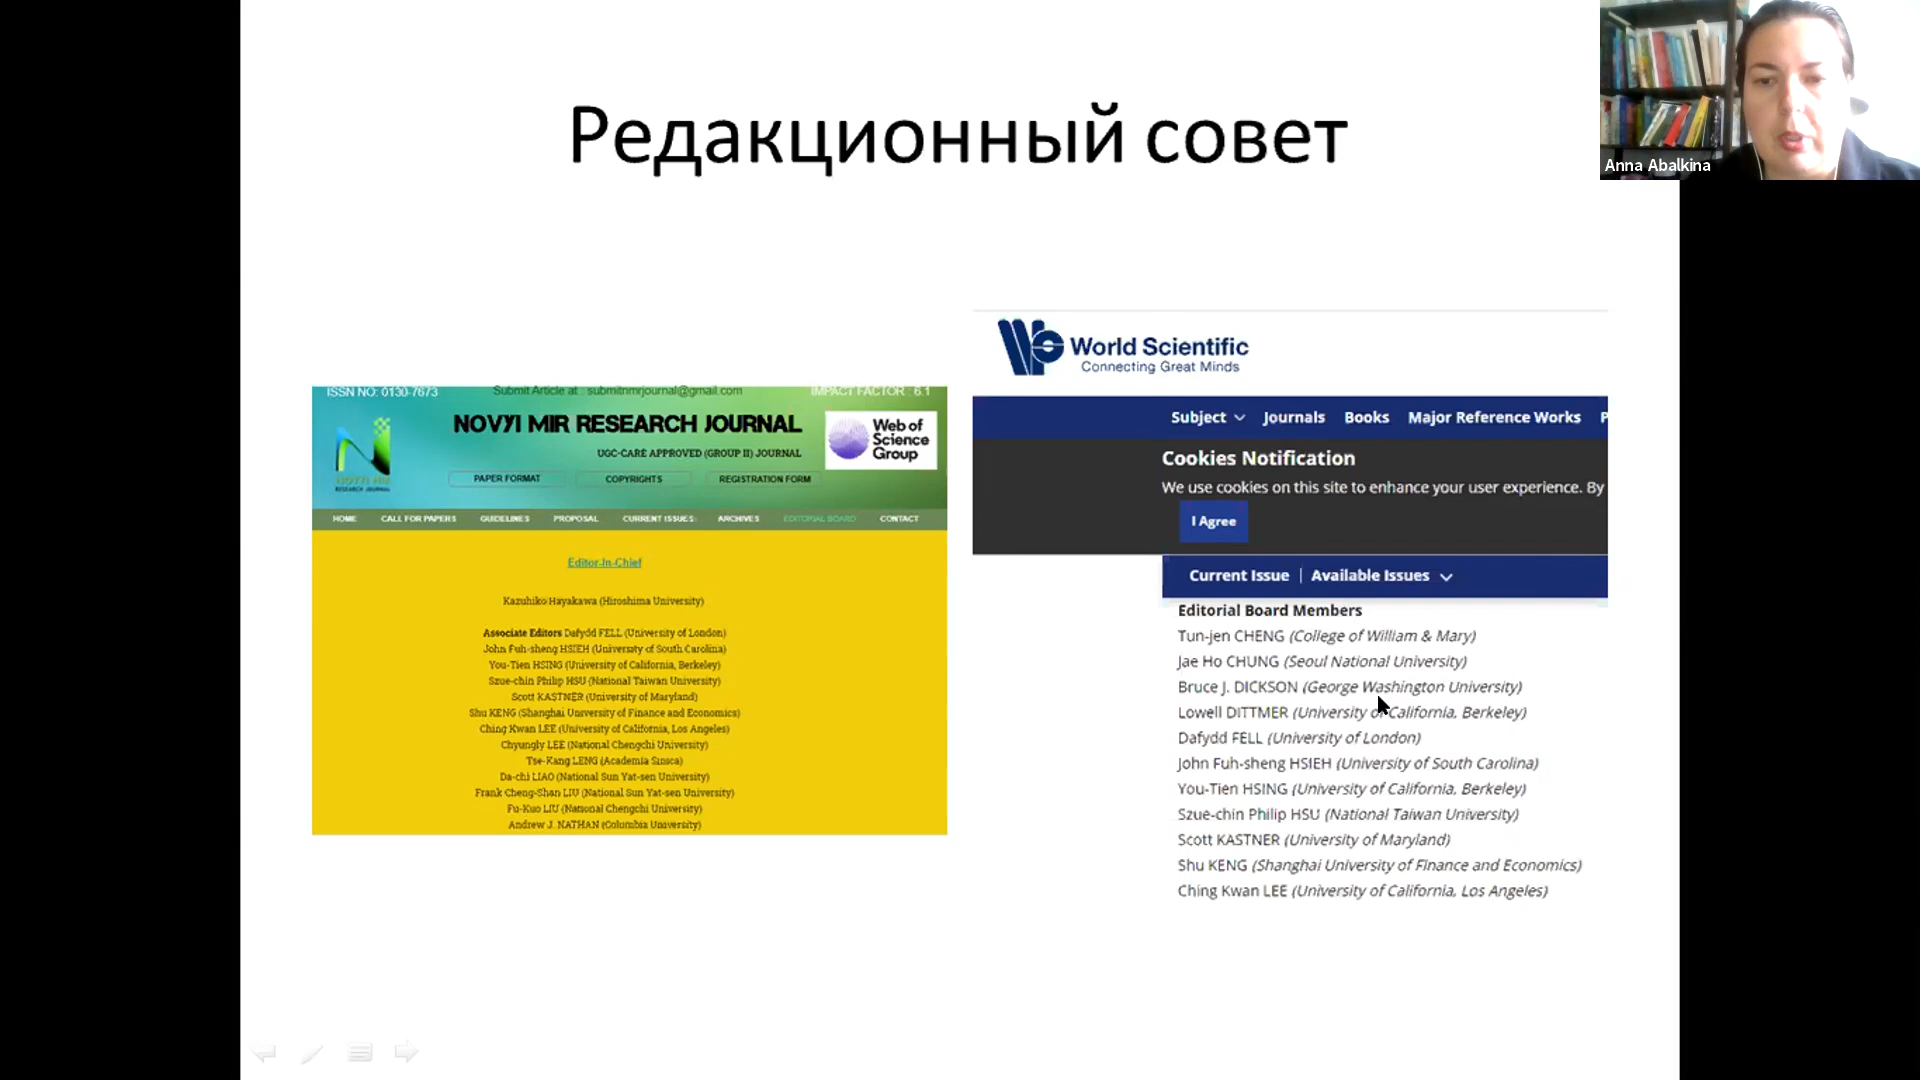 Редакционный совет
Anna Abalkina
ISSN NO: 0130-7673
Submit Article at : submitnmrjournal@gmail.com
IMPACT FACTOR : 6.1
NOVYI MIR RESEARCH JOURNAL
UGC-CARE APPROVED (GROUP II) JOURNAL
Web of
Science
Group
NOVYI MIR
RESEARCH JOURNAL
PAPER FORMAT
COPYRIGHTS
REGISTRATION FORM
HOME
CALL FOR PAPERS
GUIDELINES
PROPOSAL
CURRENT ISSUES
ARCHIVES
EDITORIAL BOARD
CONTACT
Editor-In-Chief
Kazuhiko Hayakawa (Hiroshima University)
Associate Editors Dafydd FELL (University of London)
John Fuh-sheng HSIEH (University of South Carolina)
You-Tien HSING (University of California, Berkeley)
Szue-chin Philip HSU (National Taiwan University)
Scott KASTNER (University of Maryland)
Shu KENG (Shanghai University of Finance and Economics)
Ching Kwan LEE (University of California, Los Angeles)
Chyungly LEE (National Chengchi University)
Tse-Kang LENG (Academia Sinica)
Da-chi LIAO (National Sun Yat-sen University)
Frank Cheng-Shan LIU (National Sun Yat-sen University)
Fu-Kuo LIU (National Chengchi University)
Andrew J. NATHAN (Columbia University)
World Scientific
Connecting Great Minds
Subject
Journals
Books
Major Reference Works
P
Cookies Notification
We use cookies on this site to enhance your user experience. By
I Agree
Current Issue | Available Issues
Editorial Board Members
Tun-jen CHENG (College of William & Mary)
Jae Ho CHUNG (Seoul National University)
Bruce J. DICKSON (George Washington University)
Lowell DITTMER (University of California, Berkeley)
Dafydd FELL (University of London)
John Fuh-sheng HSIEH (University of South Carolina)
You-Tien HSING (University of California, Berkeley)
Szue-chin Philip HSU (National Taiwan University)
Scott KASTNER (University of Maryland)
Shu KENG (Shanghai University of Finance and Economics)
Ching Kwan LEE (University of California, Los Angeles)